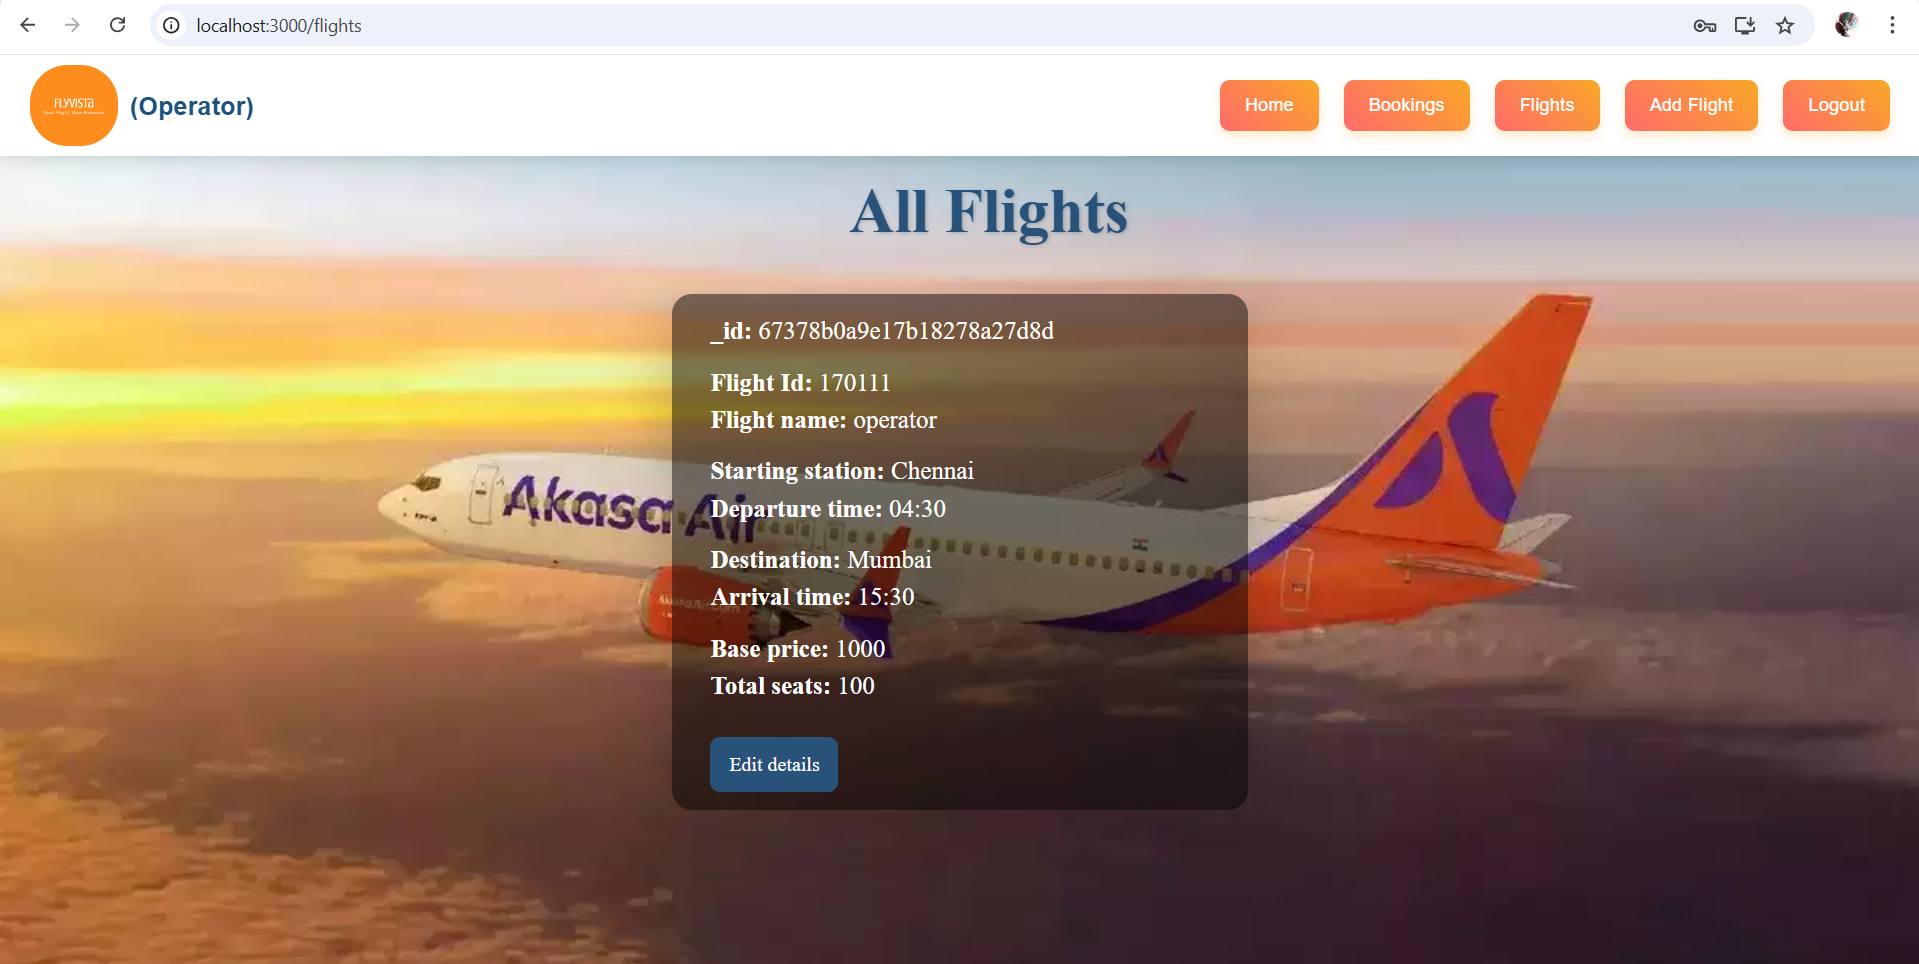 localhost:3000/flights
FLYVISTA
(Operator)
Home
Bookings
Flights
Add Flight
Logout
All Flights
_id: 67378b0a9e17b18278a27d8d
Flight Id: 170111
Flight name: operator
Starting station: Chennai
Departure time: 04:30
Destination: Mumbai
Arrival time: 15:30
Base price: 1000
Total seats: 100
Edit details
Akasa Air